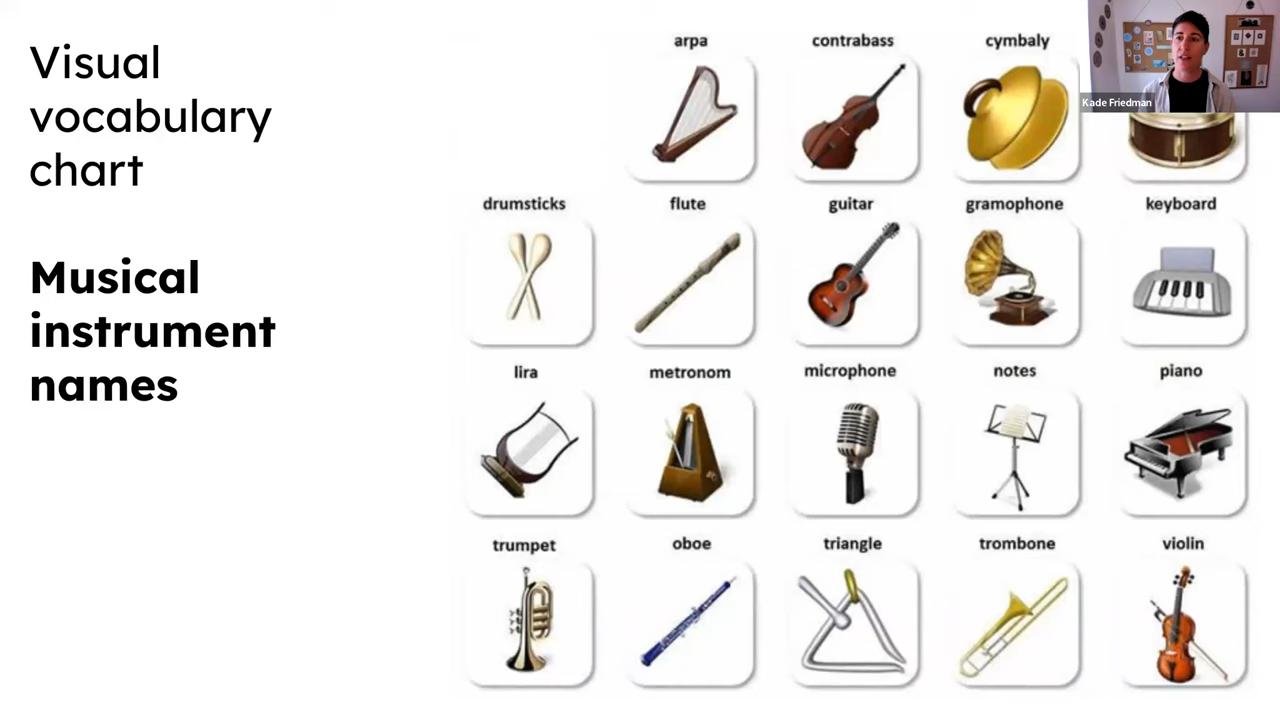 Visual
vocabulary
chart
Musical
instrument
names
arpa
contrabass
cymbaly
Kade Friedman
drumsticks
flute
guitar
gramophone
keyboard
lira
metronom
microphone
notes
piano
trumpet
oboe
triangle
trombone
violin